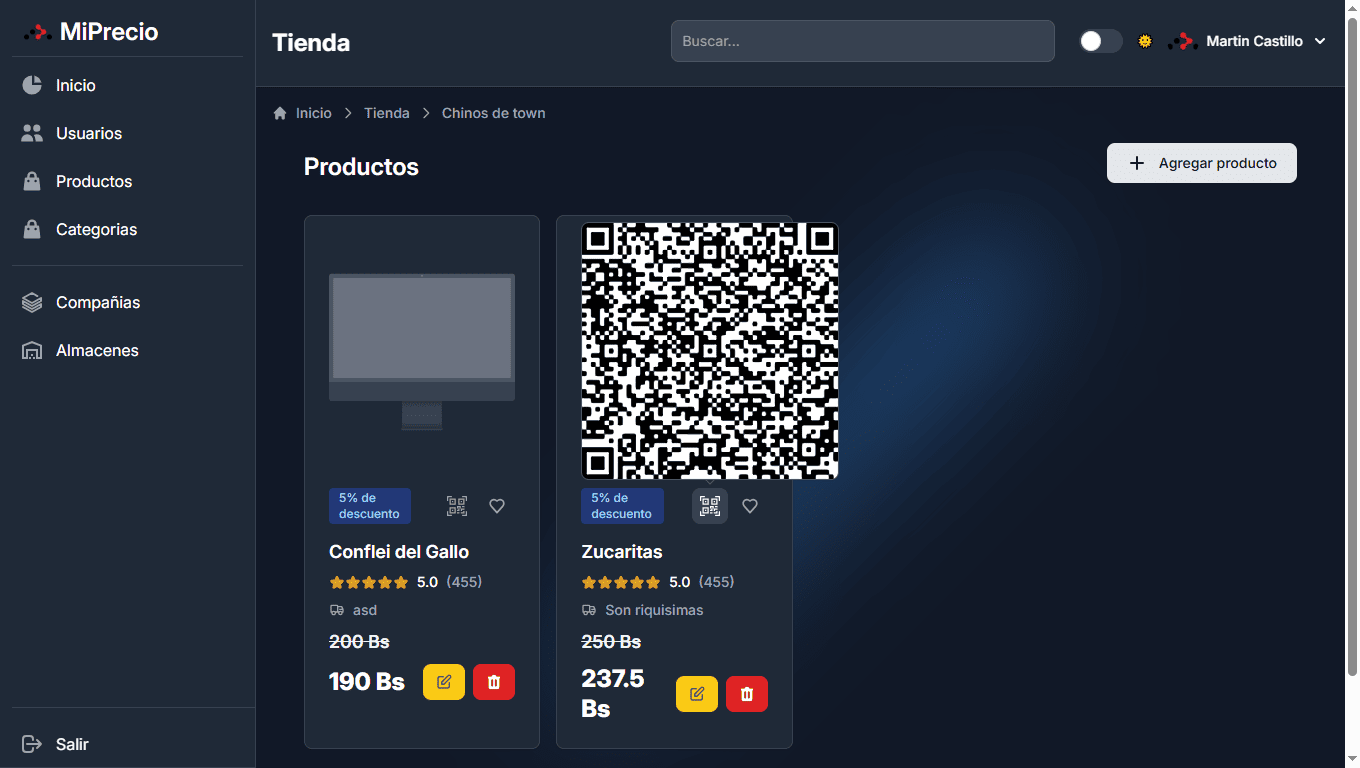 MiPrecio
Inicio
Usuarios
Productos
Categorias
Compañias
Almacenes
Salir
Tienda
Buscar...
Martin Castillo
Inicio
Tienda
Chinos de town
Productos
Agregar producto
5% de
descuento
Conflei del Gallo
5.0 (455)
asd
200 Bs
190 Bs
5% de
descuento
Zucaritas
5.0 (455)
Son riquisimas
250 Bs
237.5
Bs